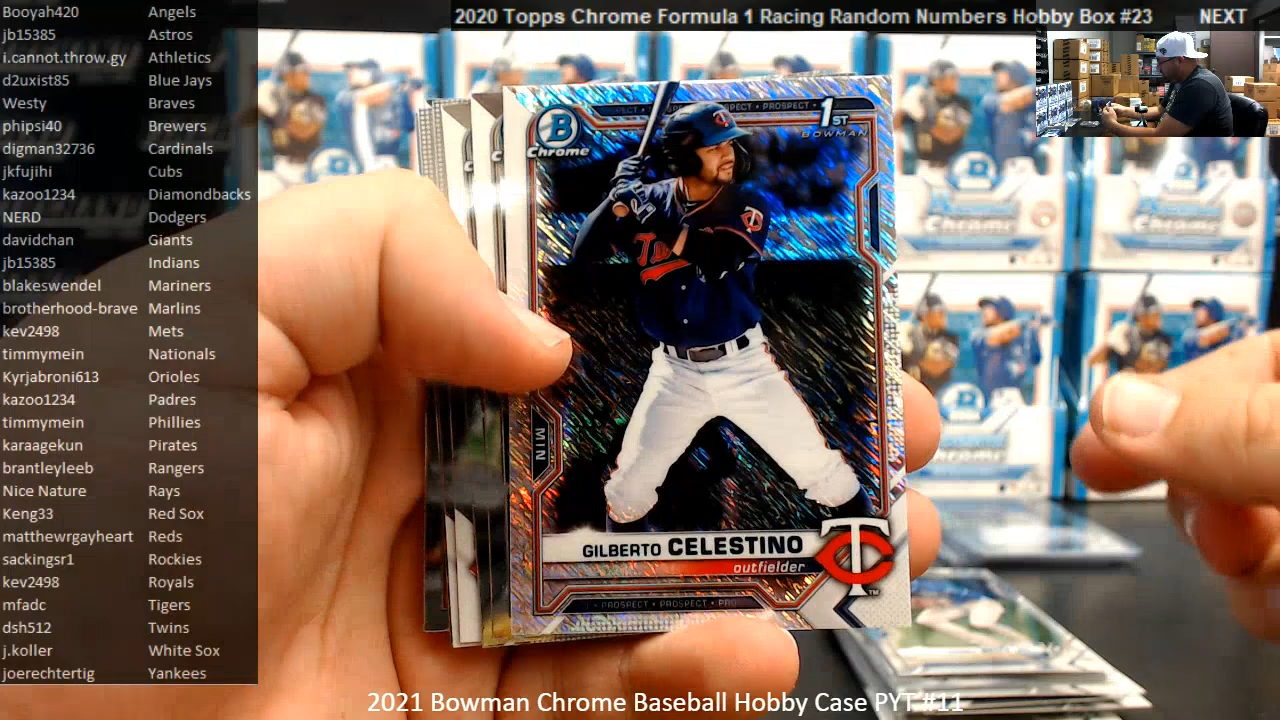 2020 Topps Chrome Formula 1 Racing Random Numbers Hobby Box #23 NEXT
Booyah420 Angels
jb15385 Astros
i.cannot.throw.gy Athletics
d2uxist85 Blue Jays
Westy Braves
phipsi40 Brewers
digman32736 Cardinals
jkfujihi Cubs
kazoo1234 Diamondbacks
NERD Dodgers
davidchan Giants
jb15385 Indians
blakeswendel Mariners
brotherhood-brave Marlins
kev2498 Mets
timmymein Nationals
Kyrjabroni613 Orioles
kazoo1234 Padres
timmymein Phillies
karaagekun Pirates
brantleyleeb Rangers
Nice Nature Rays
Keng33 Red Sox
matthewrgayheart Reds
sackingsr1 Rockies
kev2498 Royals
mfadc Tigers
dsh512 Twins
j.koller White Sox
joerechtertig Yankees
B
Chrome
PROSPECT
1ST
BOWMAN
MIN
GILBERTO CELESTINO
outfielder
PROSPECT • PROSPECT
2021 Bowman Chrome Baseball Hobby Case PYT #11